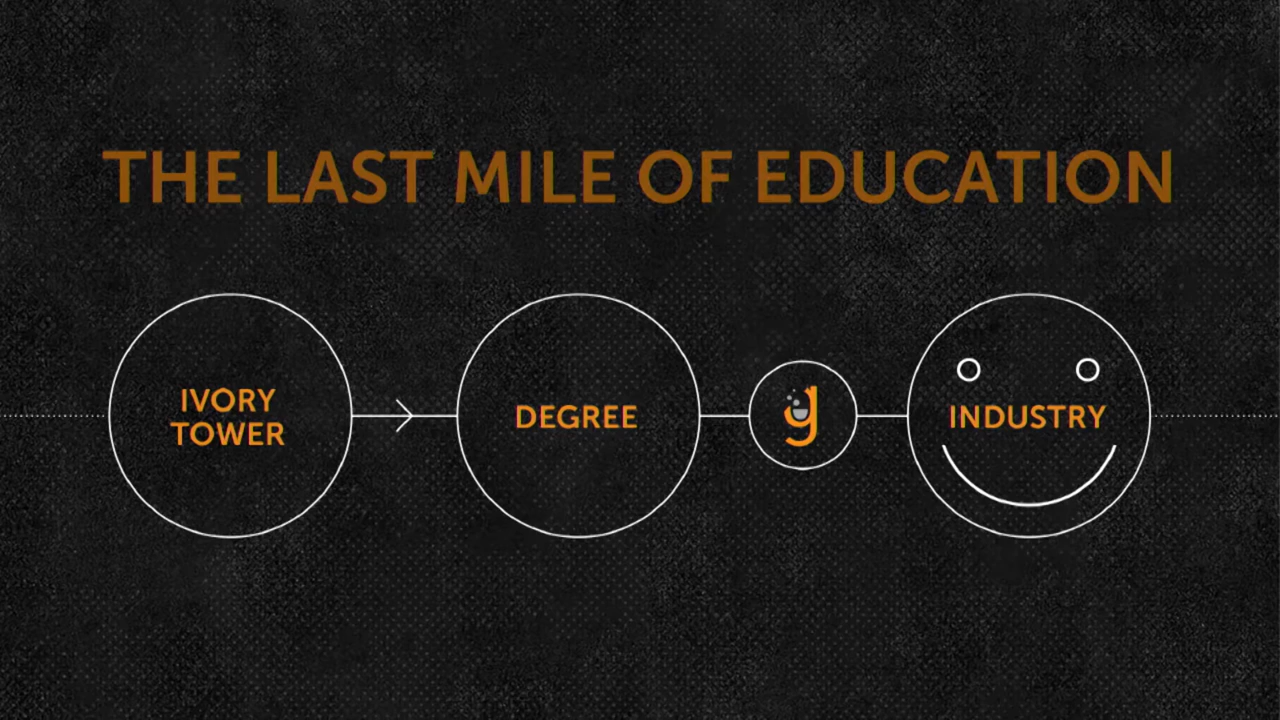 THE LAST MILE OF EDUCATION
IVORY
TOWER
DEGREE
g
INDUSTRY